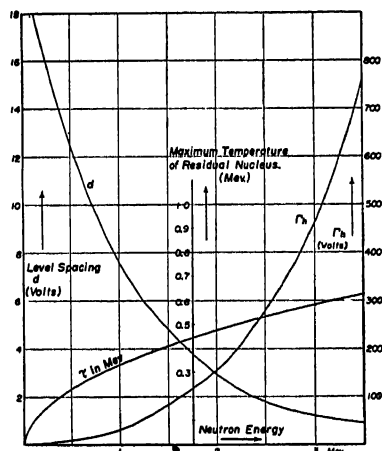 18
16
14
12
10
8
6
4
2
800
700
600
500
400
300
200
100
Maximum Temperature
of Residual Nucleus.
(Mev.)
1.0
0.9
0.8
0.7
0.6
0.5
0.4
0.3
d
Γh
Γh
(Volts)
Level Spacing
d
(Volts)
τ in Mev
Neutron Energy
Mev